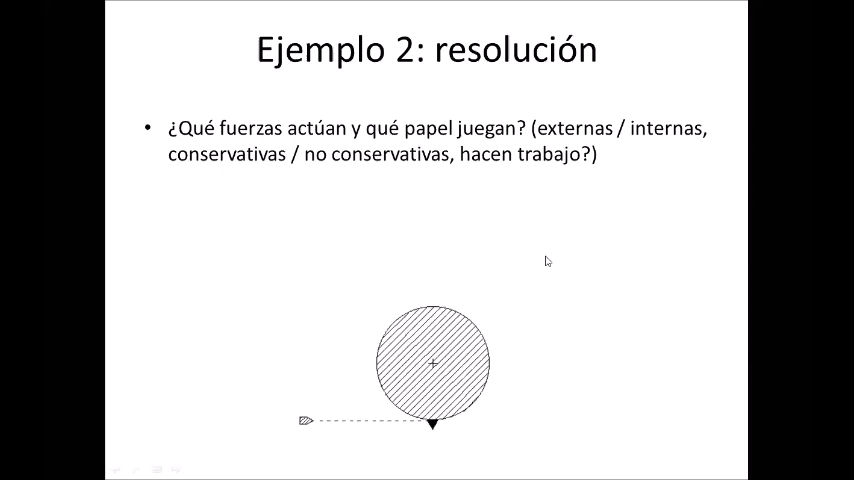 Ejemplo 2: resolución
• ¿Qué fuerzas actúan y qué papel juegan? (externas / internas,
conservativas / no conservativas, hacen trabajo?)